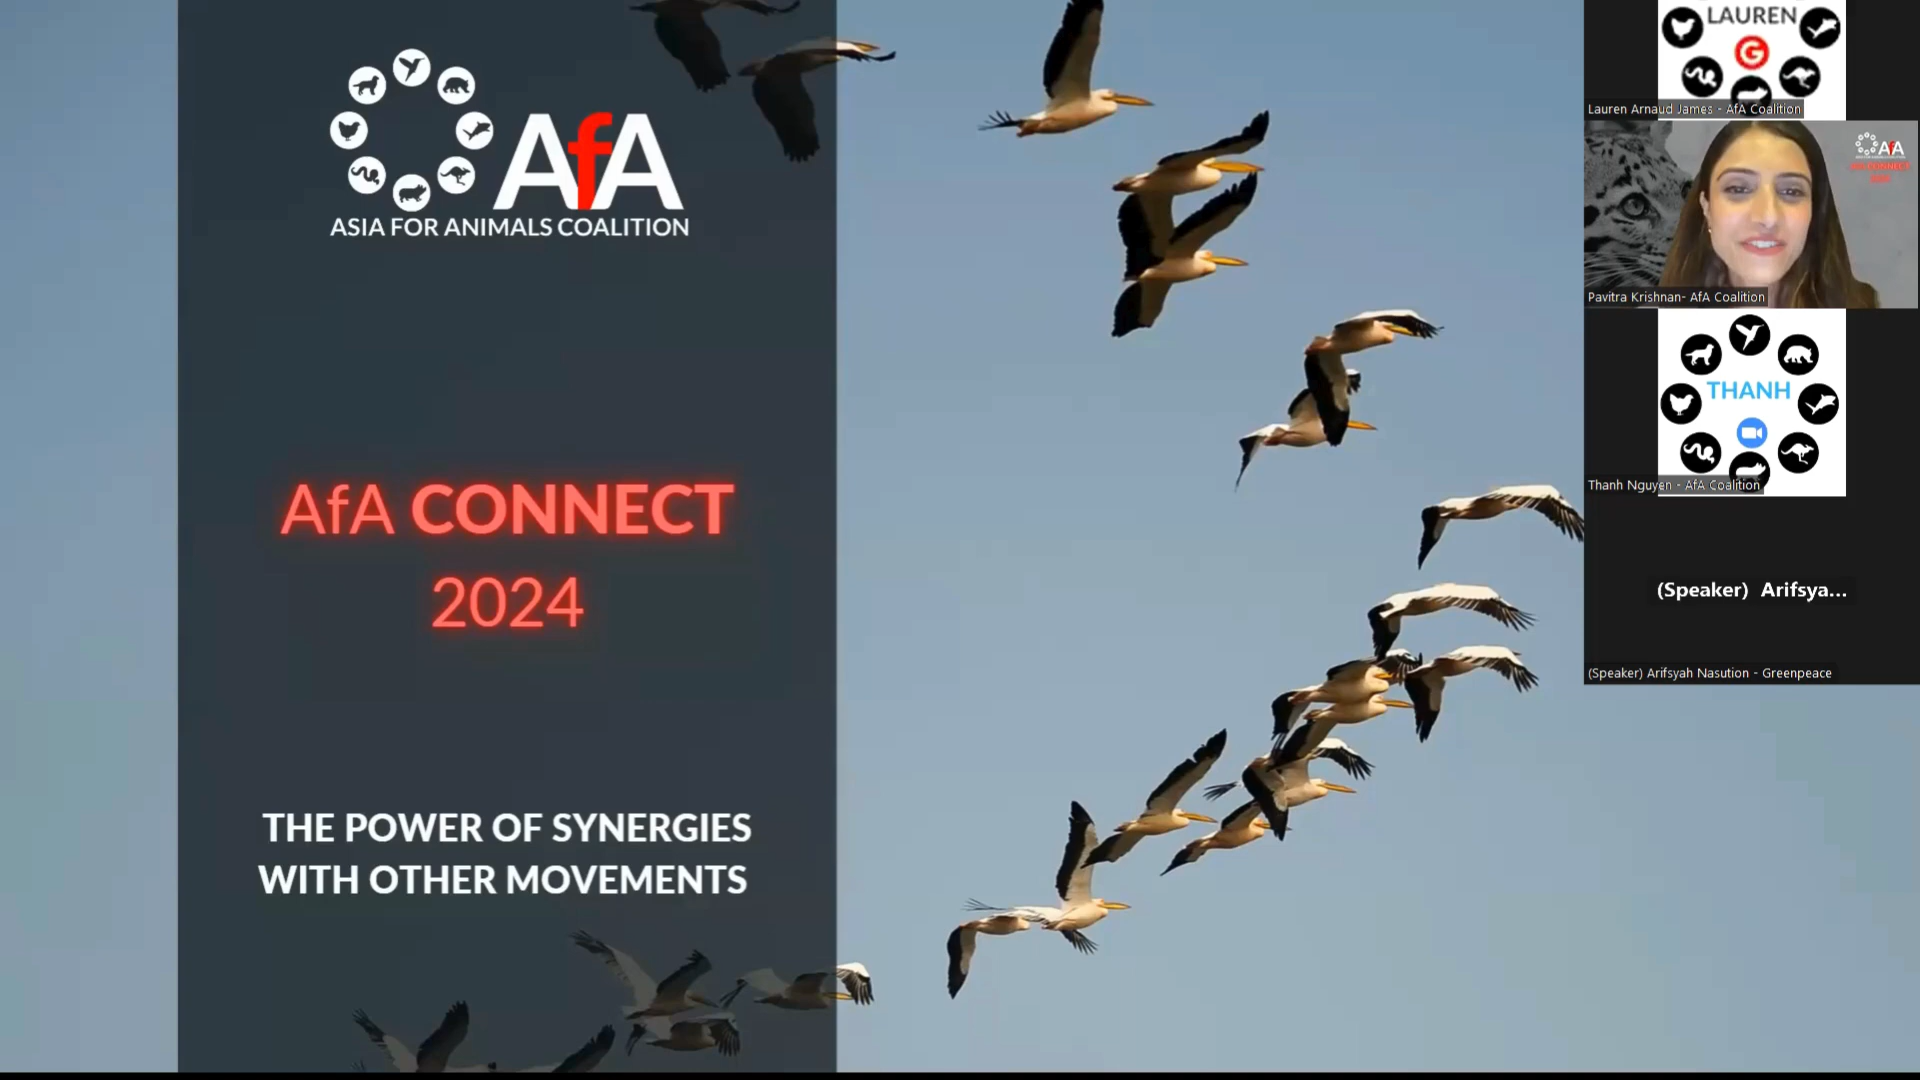 AfA
ASIA FOR ANIMALS COALITION
AfA CONNECT
2024
THE POWER OF SYNERGIES
WITH OTHER MOVEMENTS
LAUREN
G
Lauren Arnaud James - AfA Coalition
AfA
Pavitra Krishnan- AfA Coalition
THANH
Thanh Nguyen - AfA Coalition
(Speaker) Arifsya...
(Speaker) Arifsyah Nasution - Greenpeace